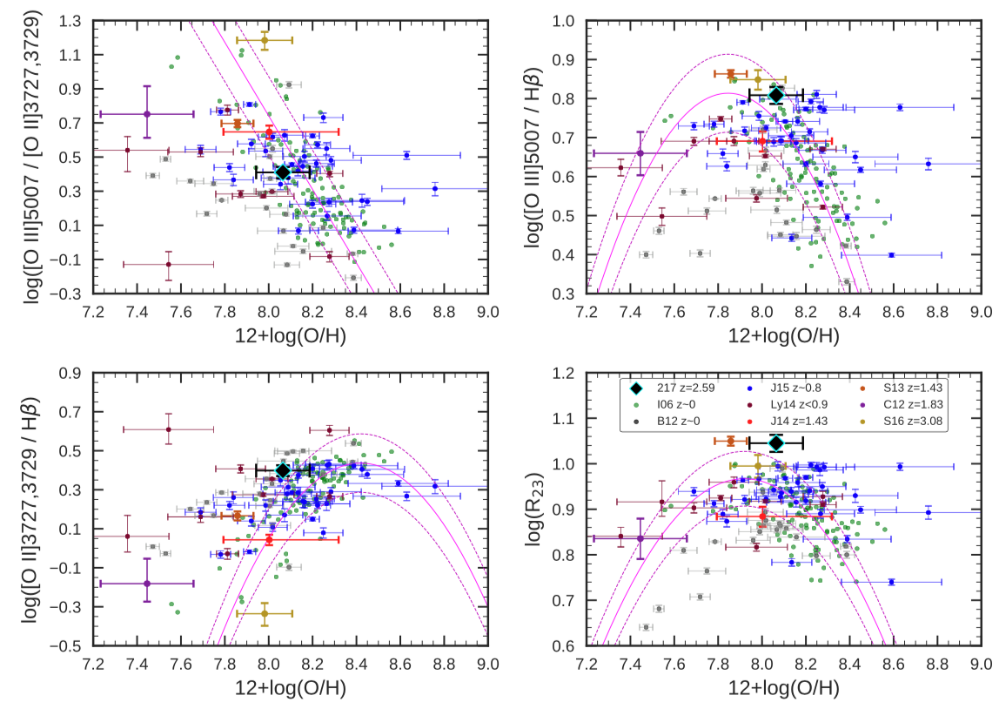 log([O III]5007 / [O II]3727,3729)
1.3
1.1
0.9
0.7
0.5
0.3
0.1
−0.1
−0.3
7.2 7.4 7.6 7.8 8.0 8.2 8.4 8.6 8.8 9.0
12+log(O/H)
log([O III]5007 / Hβ)
1.0
0.9
0.8
0.7
0.6
0.5
0.4
0.3
7.2 7.4 7.6 7.8 8.0 8.2 8.4 8.6 8.8 9.0
12+log(O/H)
log([O II]3727,3729 / Hβ)
0.9
0.7
0.5
0.3
0.1
−0.1
−0.3
−0.5
7.2 7.4 7.6 7.8 8.0 8.2 8.4 8.6 8.8 9.0
12+log(O/H)
log(R₂₃)
1.2
1.1
1.0
0.9
0.8
0.7
0.6
217 z=2.59
I06 z~0
B12 z~0
J15 z~0.8
Ly14 z<0.9
J14 z=1.43
S13 z=1.43
C12 z=1.83
S16 z=3.08
7.2 7.4 7.6 7.8 8.0 8.2 8.4 8.6 8.8 9.0
12+log(O/H)